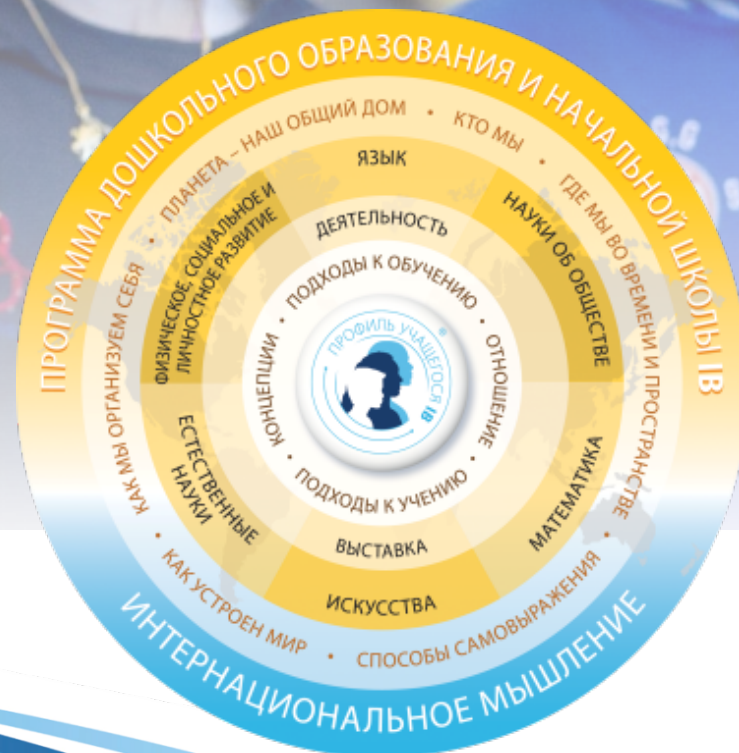 ПРОГРАММА ДОШКОЛЬНОГО ОБРАЗОВАНИЯ И НАЧАЛЬНОЙ ШКОЛЫ IB
ПЛАНЕТА – НАШ ОБЩИЙ ДОМ •
КТО МЫ •
ГДЕ МЫ ВО ВРЕМЕНИ И ПРОСТРАНСТВЕ •
СПОСОБЫ САМОВЫРАЖЕНИЯ •
КАК УСТРОЕН МИР •
КАК МЫ ОРГАНИЗУЕМ СЕБЯ •
ЯЗЫК
НАУКИ ОБ ОБЩЕСТВЕ
МАТЕМАТИКА
ИСКУССТВА
ЕСТЕСТВЕННЫЕ
НАУКИ
ФИЗИЧЕСКОЕ, СОЦИАЛЬНОЕ И
ЛИЧНОСТНОЕ РАЗВИТИЕ
ДЕЯТЕЛЬНОСТЬ
ВЫСТАВКА
ПОДХОДЫ К ОБУЧЕНИЮ •
ОТНОШЕНИЕ •
ПОДХОДЫ К УЧЕНИЮ •
КОНЦЕПЦИИ •
ПРОФИЛЬ УЧАЩЕГОСЯ IB
®
ИНТЕРНАЦИОНАЛЬНОЕ МЫШЛЕНИЕ